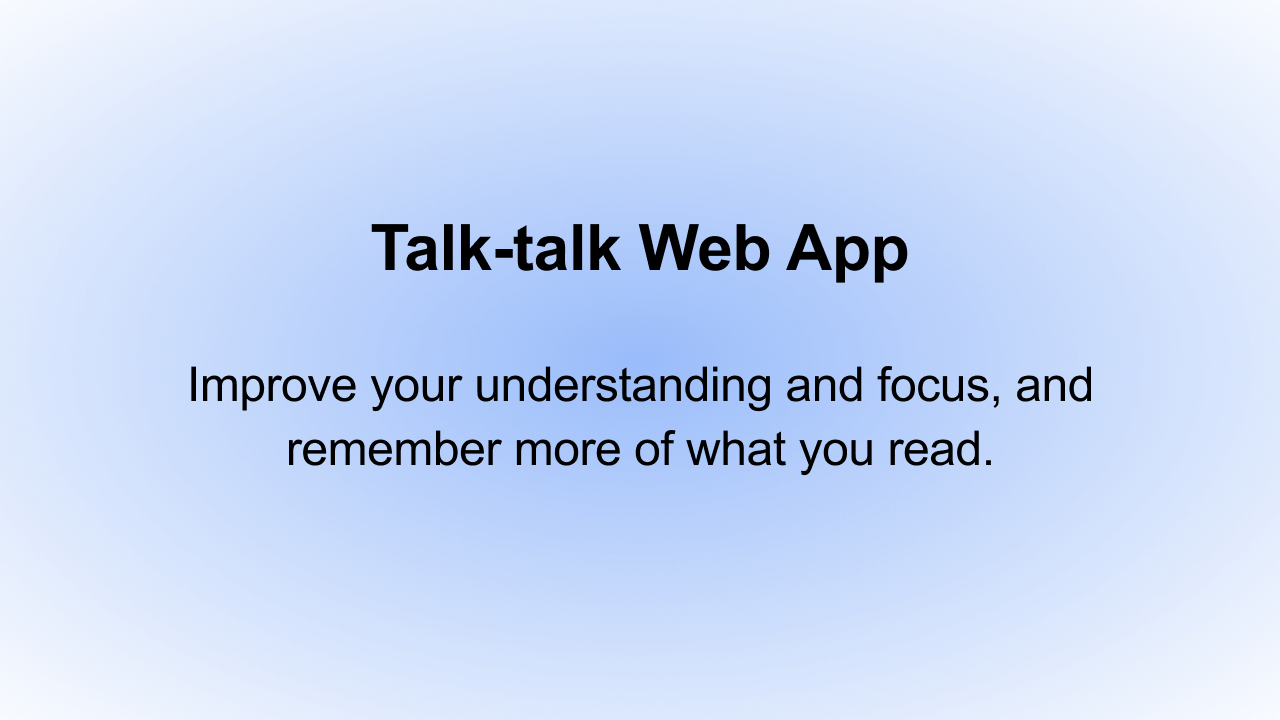 Talk-talk Web App
Improve your understanding and focus, and
remember more of what you read.